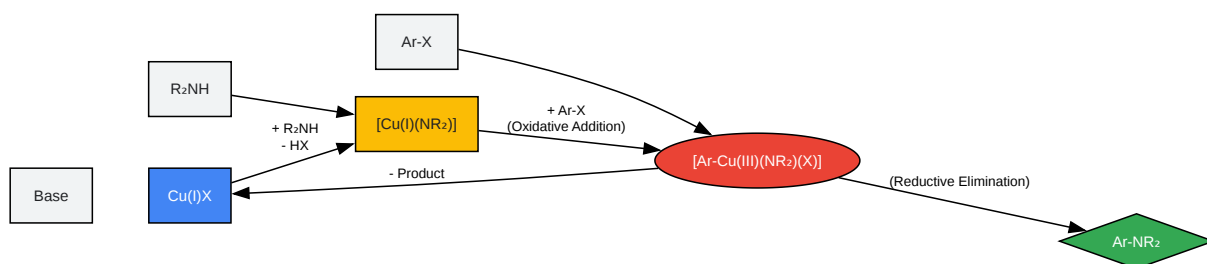 Ar-X
R₂NH
+ Ar-X
(Oxidative Addition)
[Cu(I)(NR₂)]
+ R₂NH
- HX
[Ar-Cu(III)(NR₂)(X)]
- Product
(Reductive Elimination)
Base
Cu(I)X
Ar-NR₂